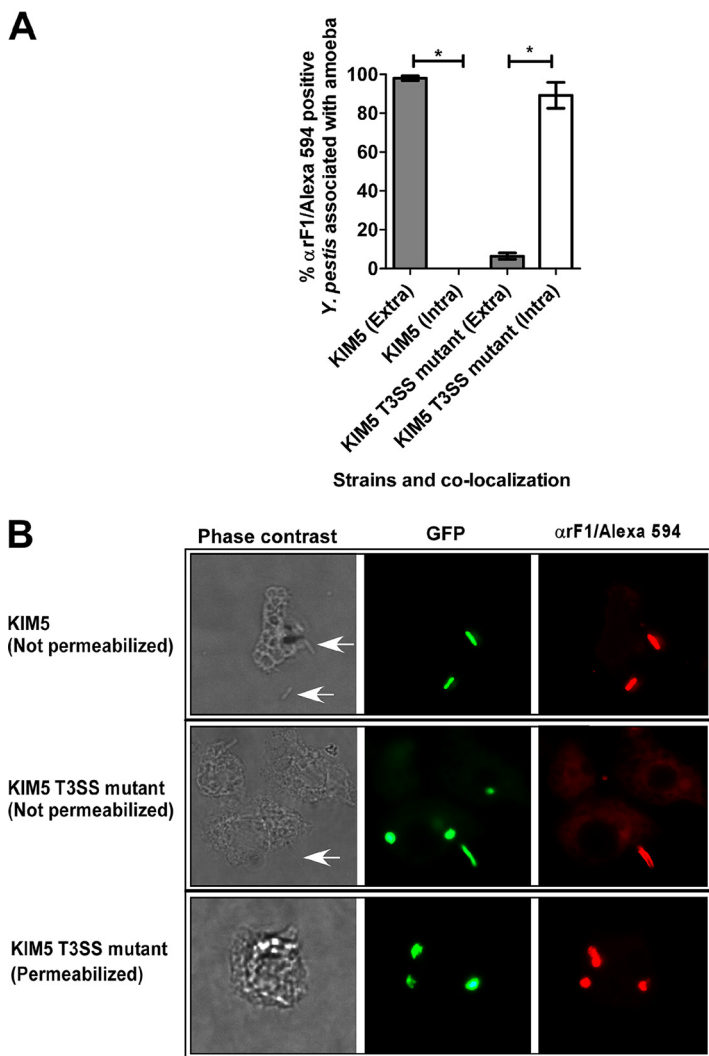 A
% αrF1/Alexa 594 positive
Y. pestis associated with amoeba
100
80
60
40
20
0
*
*
KIM5 (Extra)
KIM5 (Intra)
KIM5 T3SS mutant (Extra)
KIM5 T3SS mutant (Intra)
Strains and co-localization
B
Phase contrast
GFP
αrF1/Alexa 594
KIM5
(Not permeabilized)
KIM5 T3SS mutant
(Not permeabilized)
KIM5 T3SS mutant
(Permeabilized)